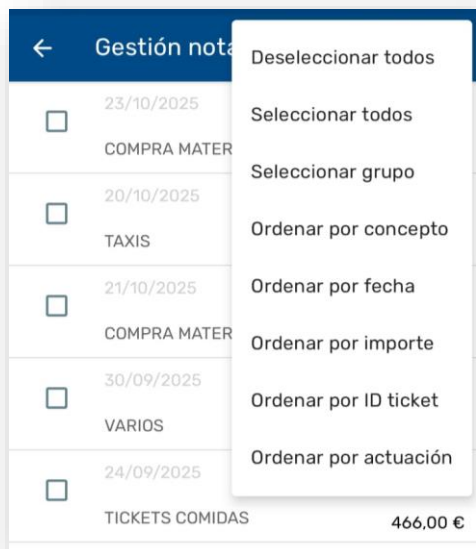 ← Gestión nota
Deseleccionar todos
Seleccionar todos
Seleccionar grupo
Ordenar por concepto
Ordenar por fecha
Ordenar por importe
Ordenar por ID ticket
Ordenar por actuación
23/10/2025
COMPRA MATER
20/10/2025
TAXIS
21/10/2025
COMPRA MATER
30/09/2025
VARIOS
24/09/2025
TICKETS COMIDAS 466,00 €